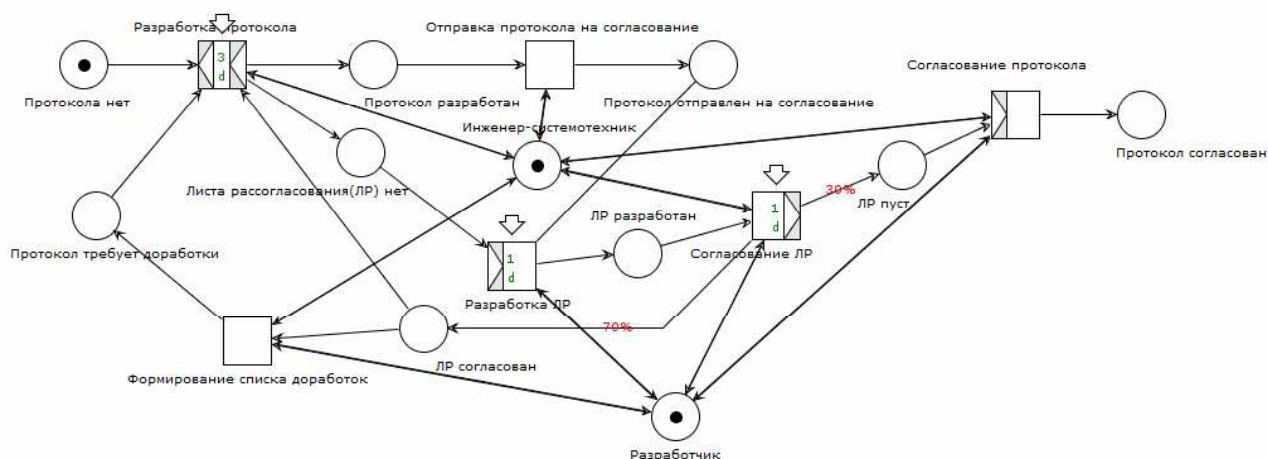 Разработка протокола
Отправка протокола на согласование
3
d
Согласование протокола
Протокола нет
Протокол разработан
Протокол отправлен на согласование
Инженер-системотехник
Протокол согласован
Листа рассогласования(ЛР) нет
30%
ЛР пуст
ЛР разработан
1
d
Протокол требует доработки
Согласование ЛР
1
d
Разработка ЛР
70%
ЛР согласован
Формирование списка доработок
Разработчик